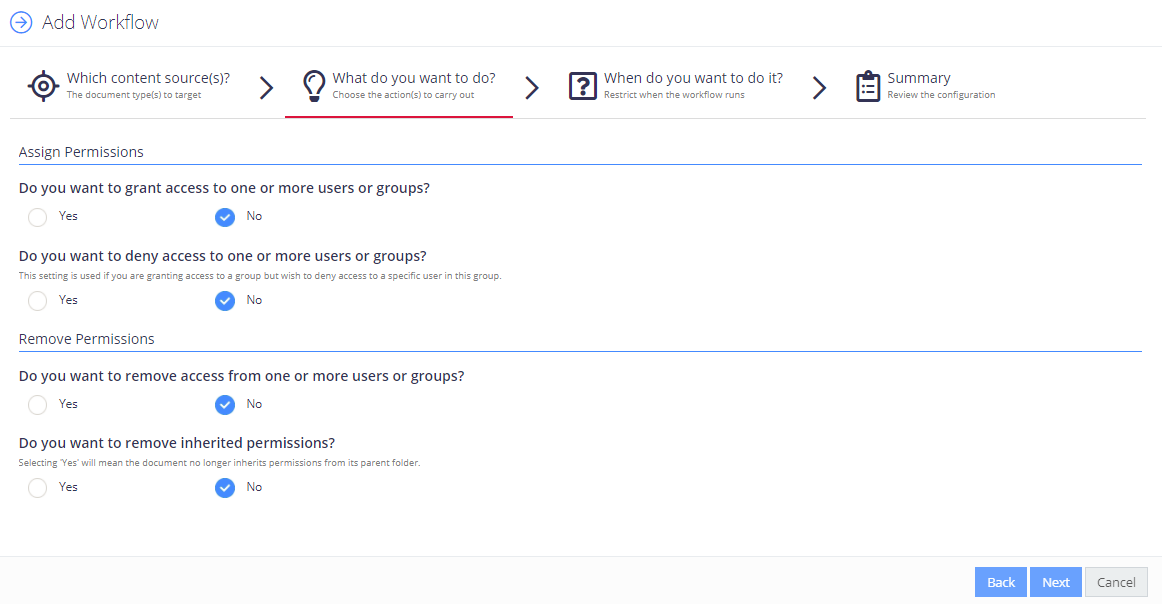 Add Workflow
Which content source(s)?
The document type(s) to target
What do you want to do?
Choose the action(s) to carry out
When do you want to do it?
Restrict when the workflow runs
Summary
Review the configuration
Assign Permissions
Do you want to grant access to one or more users or groups?
Yes No
Do you want to deny access to one or more users or groups?
This setting is used if you are granting access to a group but wish to deny access to a specific user in this group.
Yes No
Remove Permissions
Do you want to remove access from one or more users or groups?
Yes No
Do you want to remove inherited permissions?
Selecting 'Yes' will mean the document no longer inherits permissions from its parent folder.
Yes No
Back Next Cancel